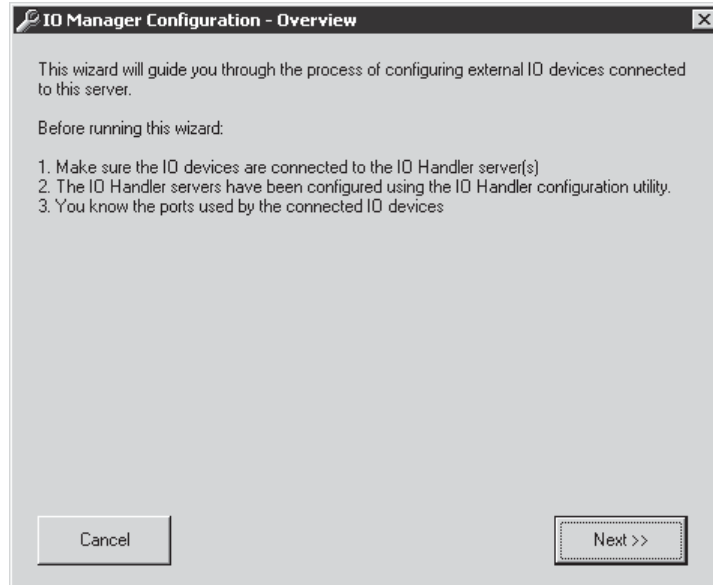 IO Manager Configuration - Overview
This wizard will guide you through the process of configuring external IO devices connected
to this server.
Before running this wizard:
1. Make sure the IO devices are connected to the IO Handler server(s)
2. The IO Handler servers have been configured using the IO Handler configuration utility.
3. You know the ports used by the connected IO devices
Cancel
Next >>